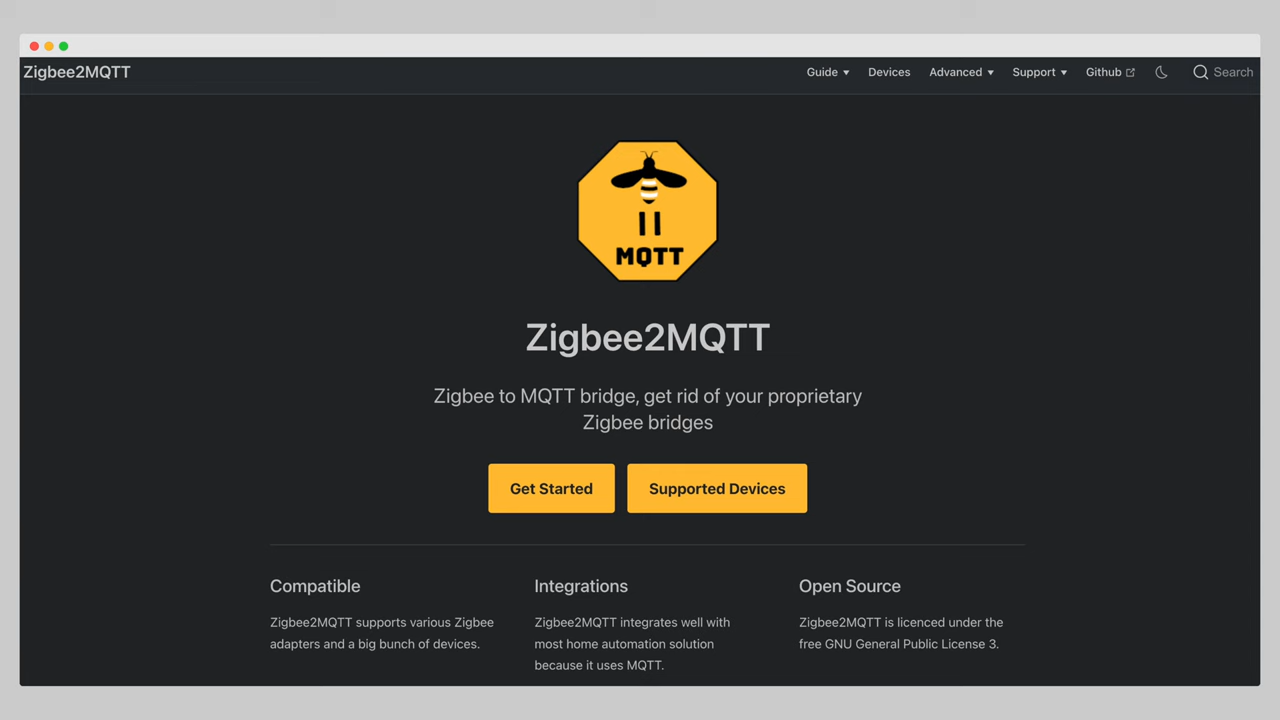 Zigbee2MQTT
Guide
Devices
Advanced
Support
Github
Search
MQTT
Zigbee2MQTT
Zigbee to MQTT bridge, get rid of your proprietary
Zigbee bridges
Get Started
Supported Devices
Compatible
Zigbee2MQTT supports various Zigbee
adapters and a big bunch of devices.
Integrations
Zigbee2MQTT integrates well with
most home automation solution
because it uses MQTT.
Open Source
Zigbee2MQTT is licenced under the
free GNU General Public License 3.